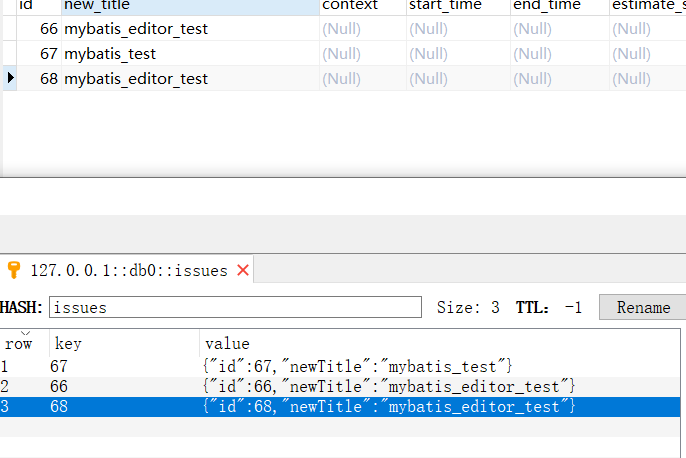 id new_title context start_time end_time estimate_s
66 mybatis_editor_test (Null) (Null) (Null) (Null)
67 mybatis_test (Null) (Null) (Null) (Null)
68 mybatis_editor_test (Null) (Null) (Null) (Null)
127.0.0.1::db0::issues
HASH: issues Size: 3 TTL: -1 Rename
row key value
1 67 {"id":67,"newTitle":"mybatis_test"}
2 66 {"id":66,"newTitle":"mybatis_editor_test"}
3 68 {"id":68,"newTitle":"mybatis_editor_test"}